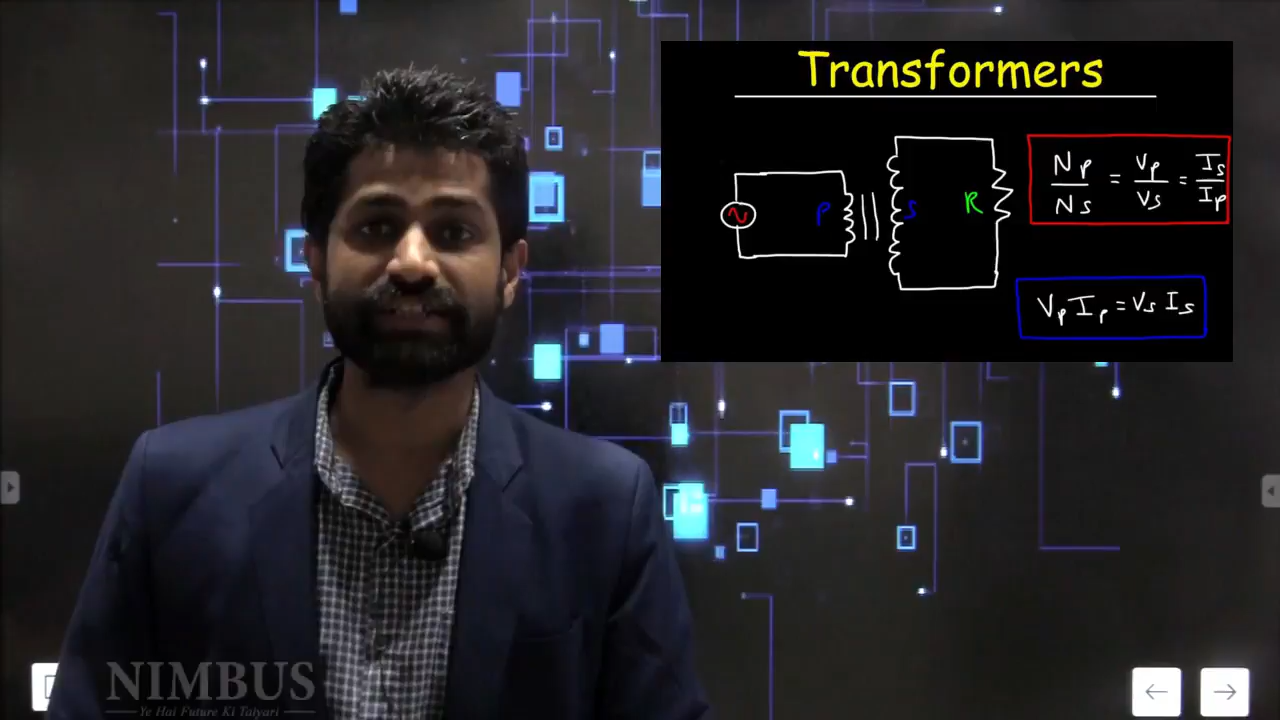 Transformers
P S R
Np/Ns = Vp/Vs = Is/Ip
VpIp = VsIs
NIMBUS
Ye Hai Future Ki Taiyari